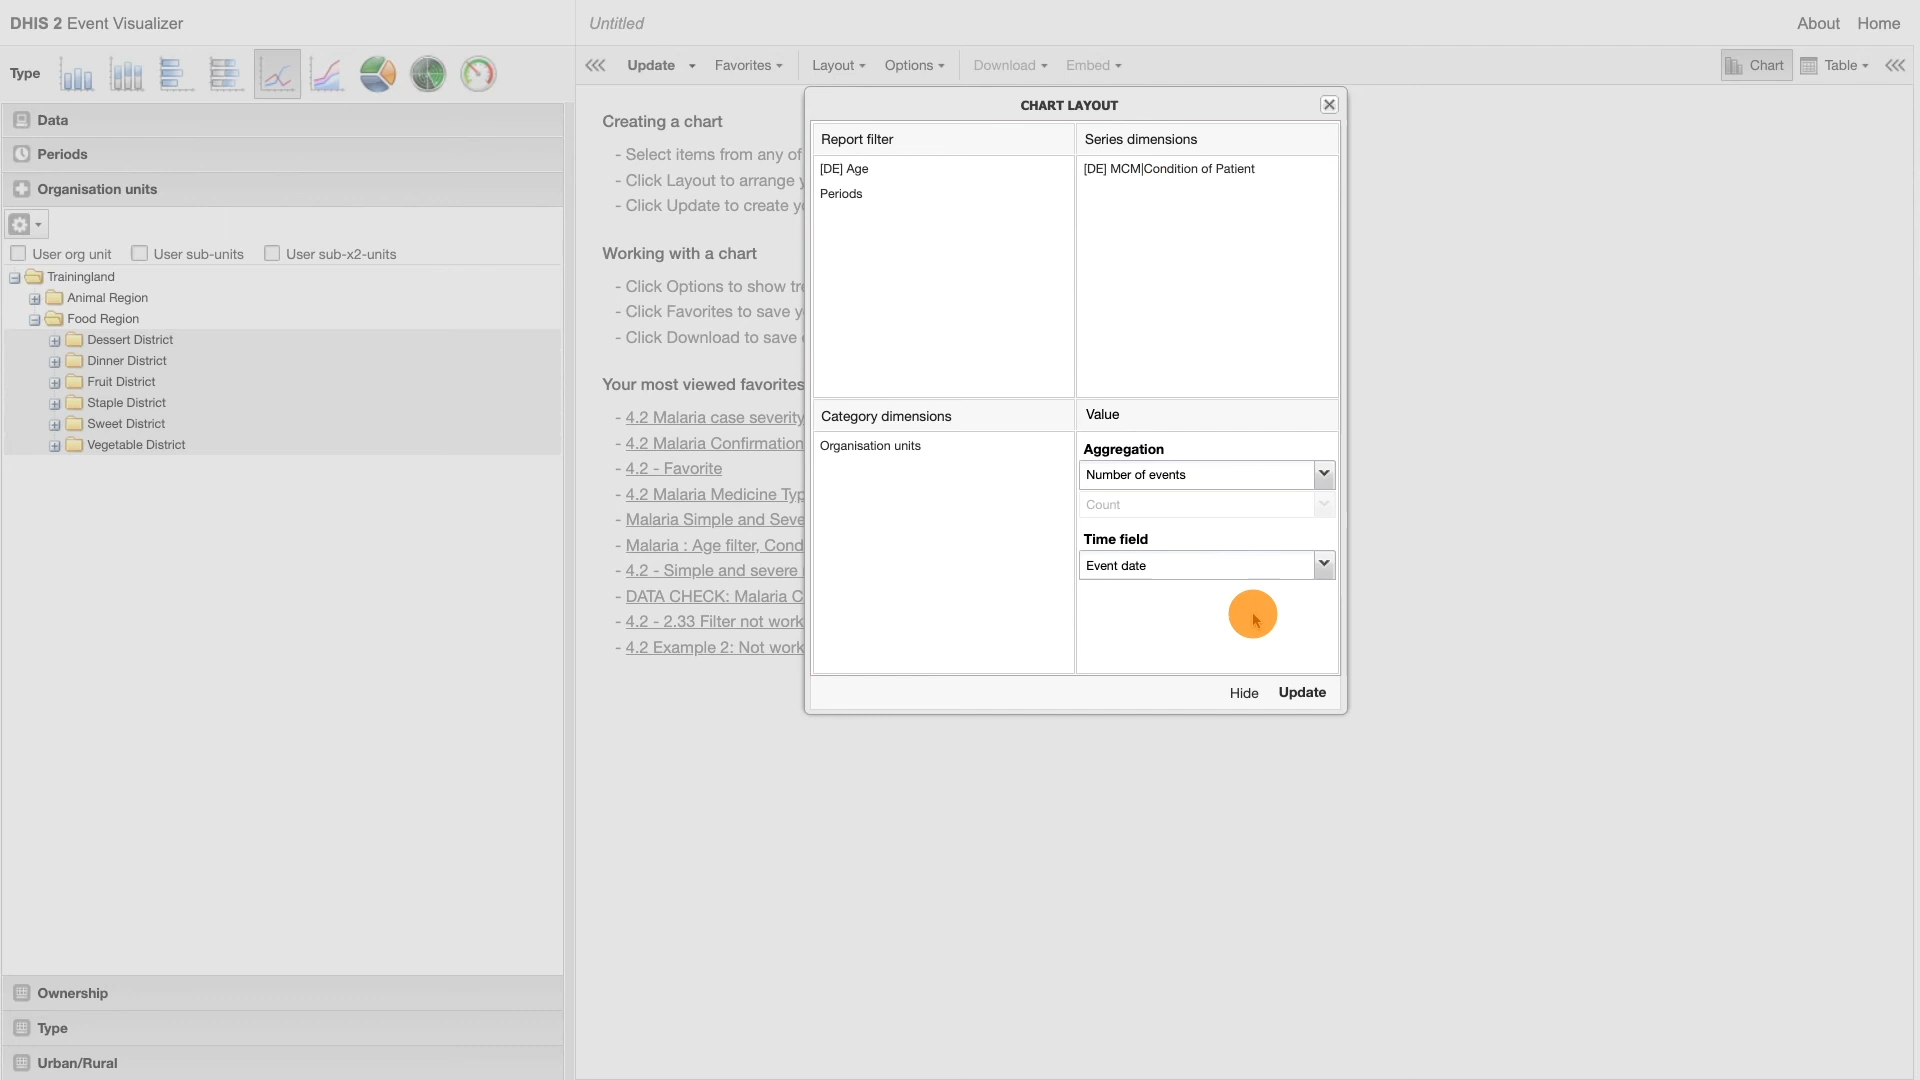 DHIS 2 Event Visualizer
Untitled
About Home
Type
Update Favorites Layout Options Download Embed
Chart Table
Data
Periods
Organisation units
User org unit User sub-units User sub-x2-units
Trainingland
Animal Region
Food Region
Dessert District
Dinner District
Fruit District
Staple District
Sweet District
Vegetable District
Ownership
Type
Urban/Rural
Creating a chart
- Select items from any of
- Click Layout to arrange
- Click Update to create
Working with a chart
- Click Options to show
- Click Favorites to save
- Click Download to save
Your most viewed favorites
- 4.2 Malaria case severity
- 4.2 Malaria Confirmation
- 4.2 - Favorite
- 4.2 Malaria Medicine
- Malaria Simple and
- Malaria : Age filter,
- 4.2 - Simple and severe
- DATA CHECK: Malaria
- 4.2 - 2.33 Filter not
- 4.2 Example 2: Not
CHART LAYOUT
Report filter
[DE] Age
Periods
Series dimensions
[DE] MCM|Condition of Patient
Category dimensions
Organisation units
Value
Aggregation
Number of events
Count
Time field
Event date
Hide Update